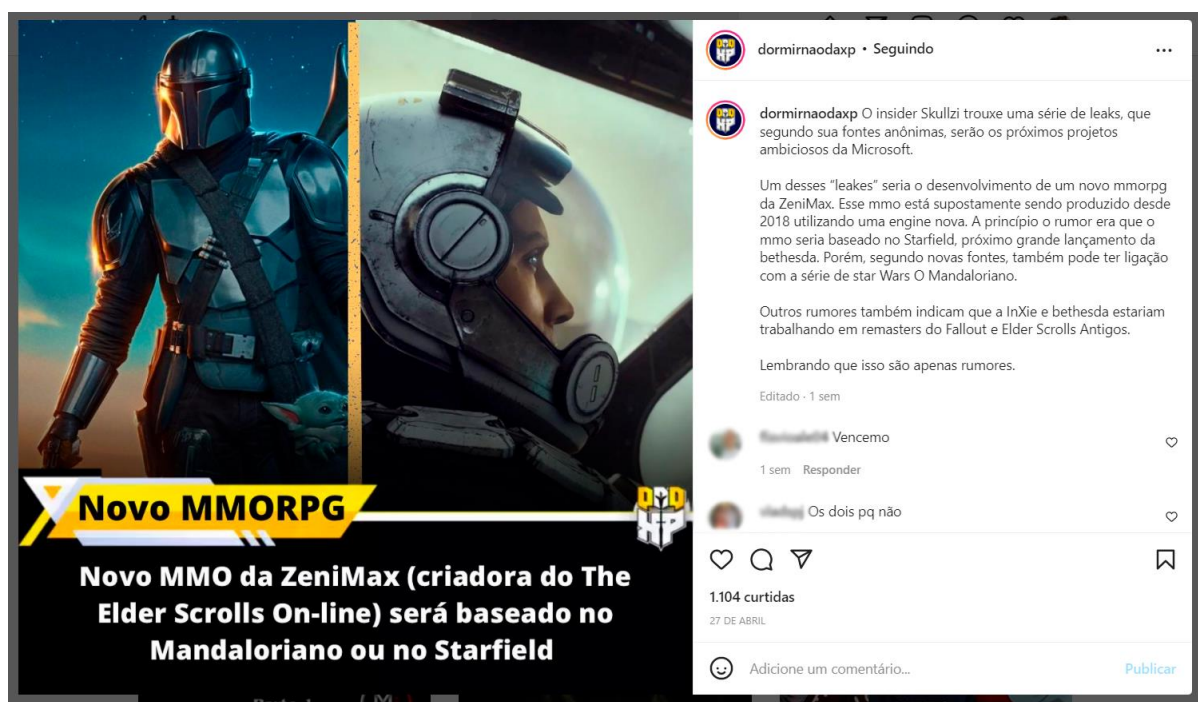 Novo MMORPG
Novo MMO da ZeniMax (criadora do The
Elder Scrolls On-line) será baseado no
Mandaloriano ou no Starfield
dormirnaodaxp • Seguindo
dormirnaodaxp O insider Skullzi trouxe uma série de leaks, que
segundo sua fontes anônimas, serão os próximos projetos
ambiciosos da Microsoft.
Um desses "leakes" seria o desenvolvimento de um novo mmorpg
da ZeniMax. Esse mmo está supostamente sendo produzido desde
2018 utilizando uma engine nova. A princípio o rumor era que o
mmo seria baseado no Starfield, próximo grande lançamento da
bethesda. Porém, segundo novas fontes, também pode ter ligação
com a série de star Wars O Mandaloriano.
Outros rumores também indicam que a InXie e bethesda estariam
trabalhando em remasters do Fallout e Elder Scrolls Antigos.
Lembrando que isso são apenas rumores.
Editado · 1 sem
Vencemo
1 sem Responder
Os dois pq não
1.104 curtidas
27 DE ABRIL
Adicione um comentário...
Publicar